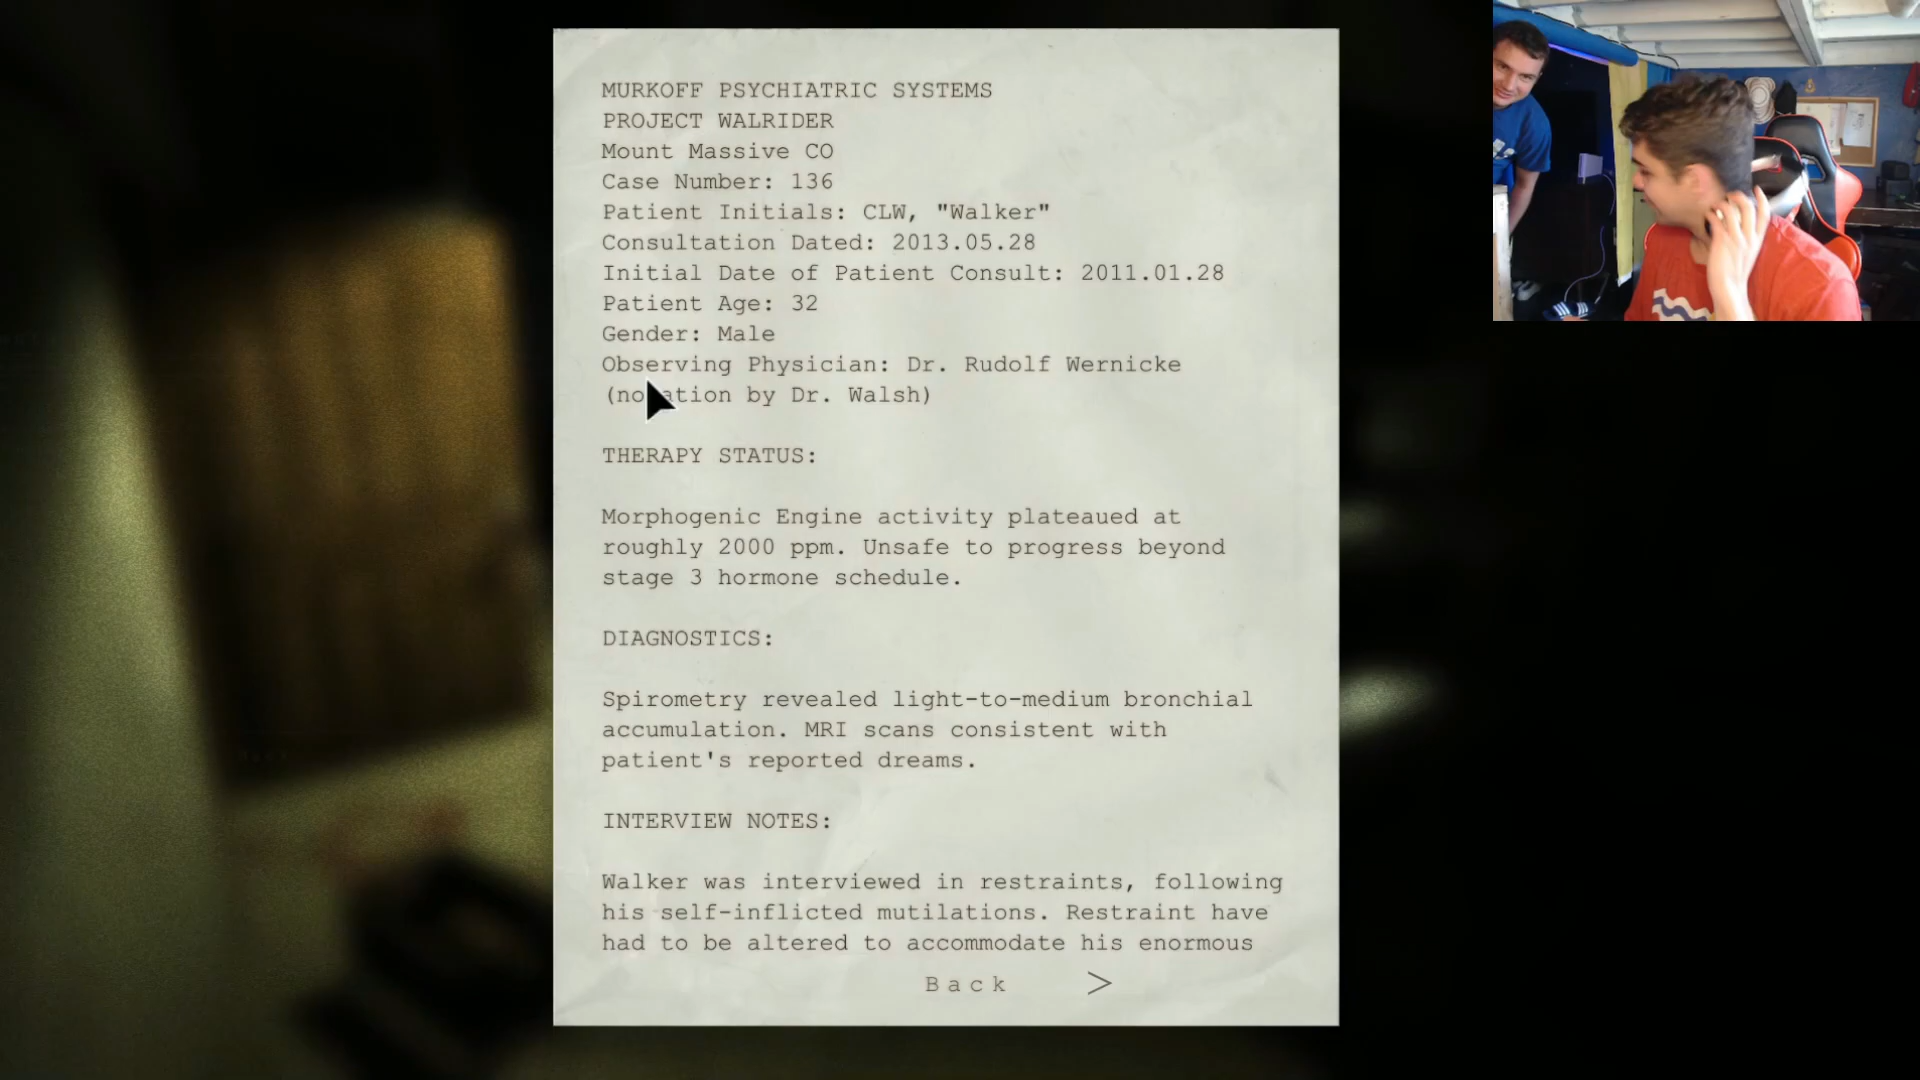 MURKOFF PSYCHIATRIC SYSTEMS
PROJECT WALRIDER
Mount Massive CO
Case Number: 136
Patient Initials: CLW, "Walker"
Consultation Dated: 2013.05.28
Initial Date of Patient Consult: 2011.01.28
Patient Age: 32
Gender: Male
Observing Physician: Dr. Rudolf Wernicke
(notation by Dr. Walsh)
THERAPY STATUS:
Morphogenic Engine activity plateaued at
roughly 2000 ppm. Unsafe to progress beyond
stage 3 hormone schedule.
DIAGNOSTICS:
Spirometry revealed light-to-medium bronchial
accumulation. MRI scans consistent with
patient's reported dreams.
INTERVIEW NOTES:
Walker was interviewed in restraints, following
his self-inflicted mutilations. Restraint have
had to be altered to accommodate his enormous
Back >